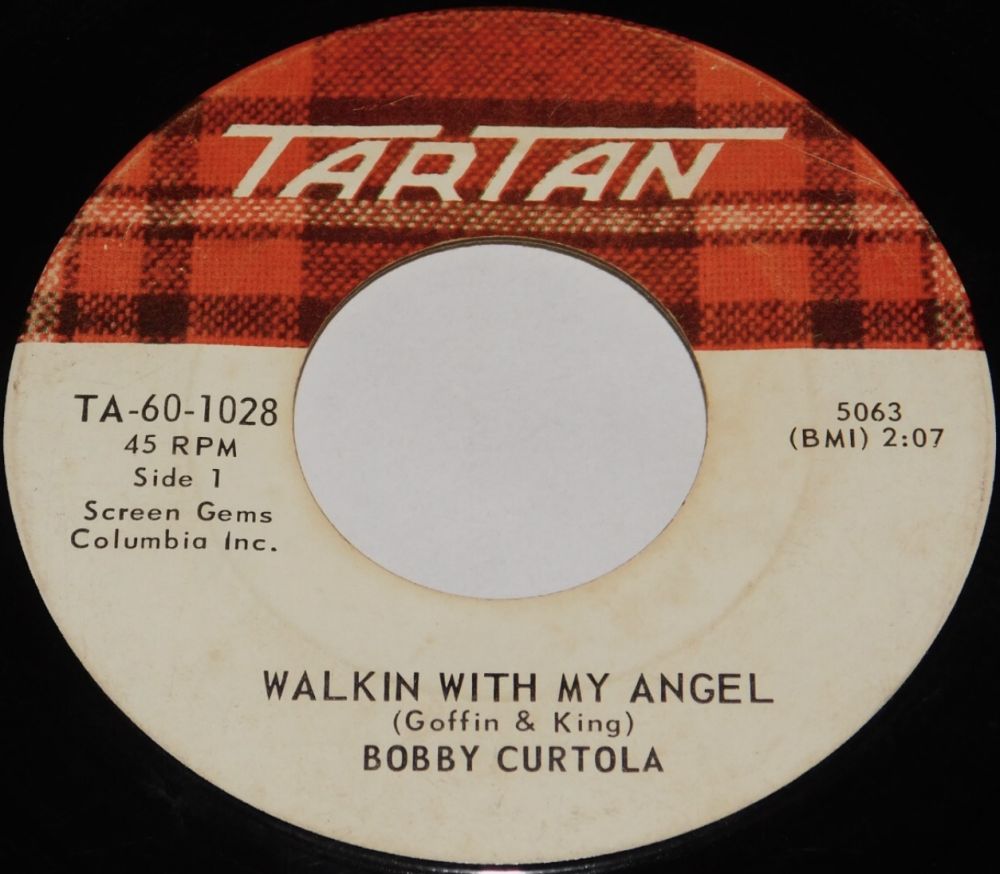 TARTAN
TA-60-1028
45 RPM
Side 1
Screen Gems
Columbia Inc.
5063
(BMI) 2:07
WALKIN WITH MY ANGEL
(Goffin & King)
BOBBY CURTOLA